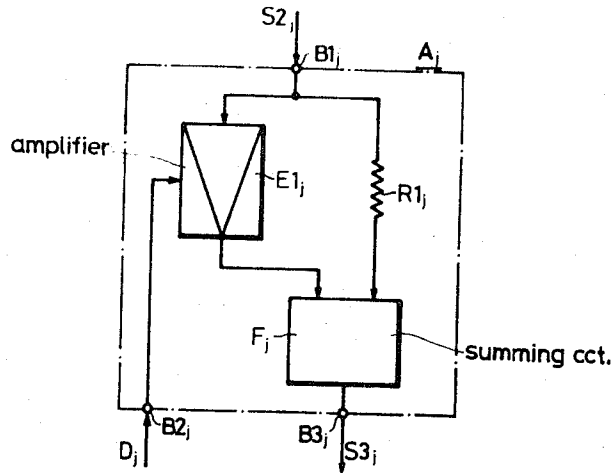 S2j
B1j
Aj
amplifier
E1j
R1j
Fj
summing cct.
B2j
B3j
Dj
S3j